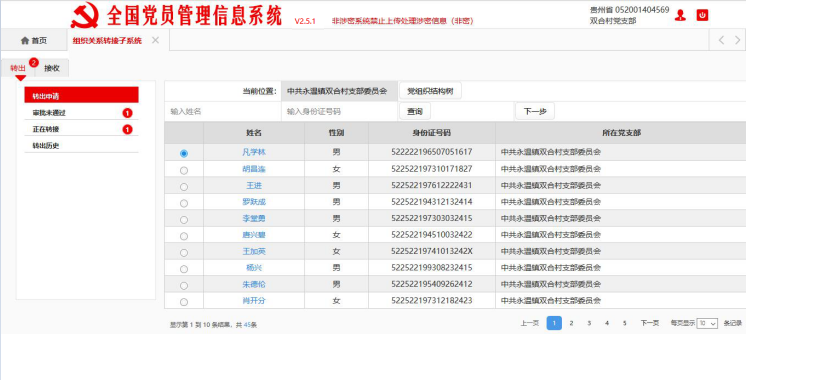 全国党员管理信息系统 V2.5.1 非涉密系统禁止上传处理涉密信息（非密）
贵州省 052001404569
双合村党支部
首页 组织关系转接子系统 ×
转出 2 接收
转出申请
审批未通过 1
正在转接 1
转出历史
当前位置： 中共永温镇双合村支部委员会 党组织结构树
输入姓名 输入身份证号码 查询 下一步
姓名 性别 身份证号码 所在党支部
凡学林 男 522222196507051617 中共永温镇双合村支部委员会
胡昌连 女 522522197310171827 中共永温镇双合村支部委员会
王进 男 522522197612222431 中共永温镇双合村支部委员会
罗跃成 男 522522194312132414 中共永温镇双合村支部委员会
李堂勇 男 522522197303032415 中共永温镇双合村支部委员会
唐兴碧 女 522522194510032422 中共永温镇双合村支部委员会
王加英 女 52252219741013242X 中共永温镇双合村支部委员会
杨兴 男 522522199308232415 中共永温镇双合村支部委员会
朱德伦 男 522522195409262412 中共永温镇双合村支部委员会
肖开分 女 522522197312182423 中共永温镇双合村支部委员会
显示第 1 到 10 条结果，共 45条
上一页 1 2 3 4 5 下一页 每页显示 10 条记录